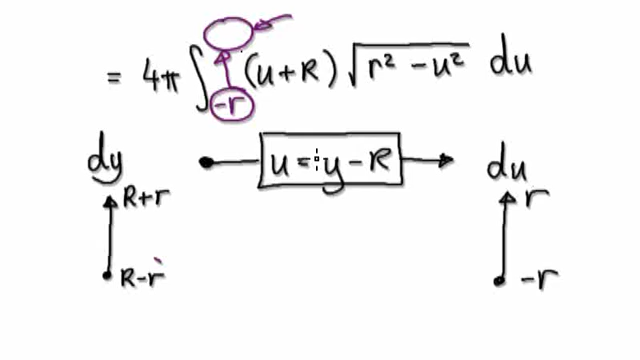 = 4π ∫ -r (u+R) √r² - u² du
dy u = y - R du
R+r r
R-r -r